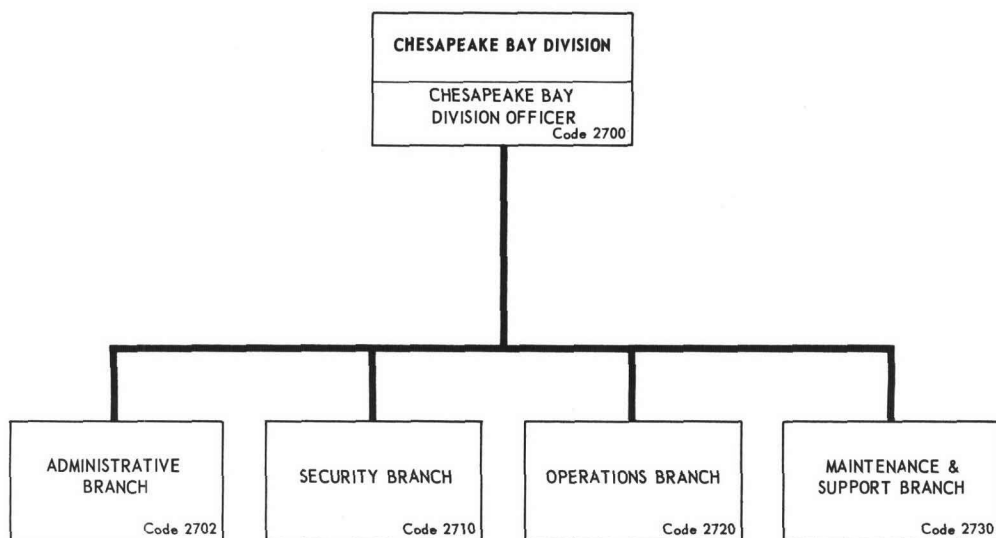 CHESAPEAKE BAY DIVISION
CHESAPEAKE BAY
DIVISION OFFICER
Code 2700
ADMINISTRATIVE
BRANCH
Code 2702
SECURITY BRANCH
Code 2710
OPERATIONS BRANCH
Code 2720
MAINTENANCE &
SUPPORT BRANCH
Code 2730